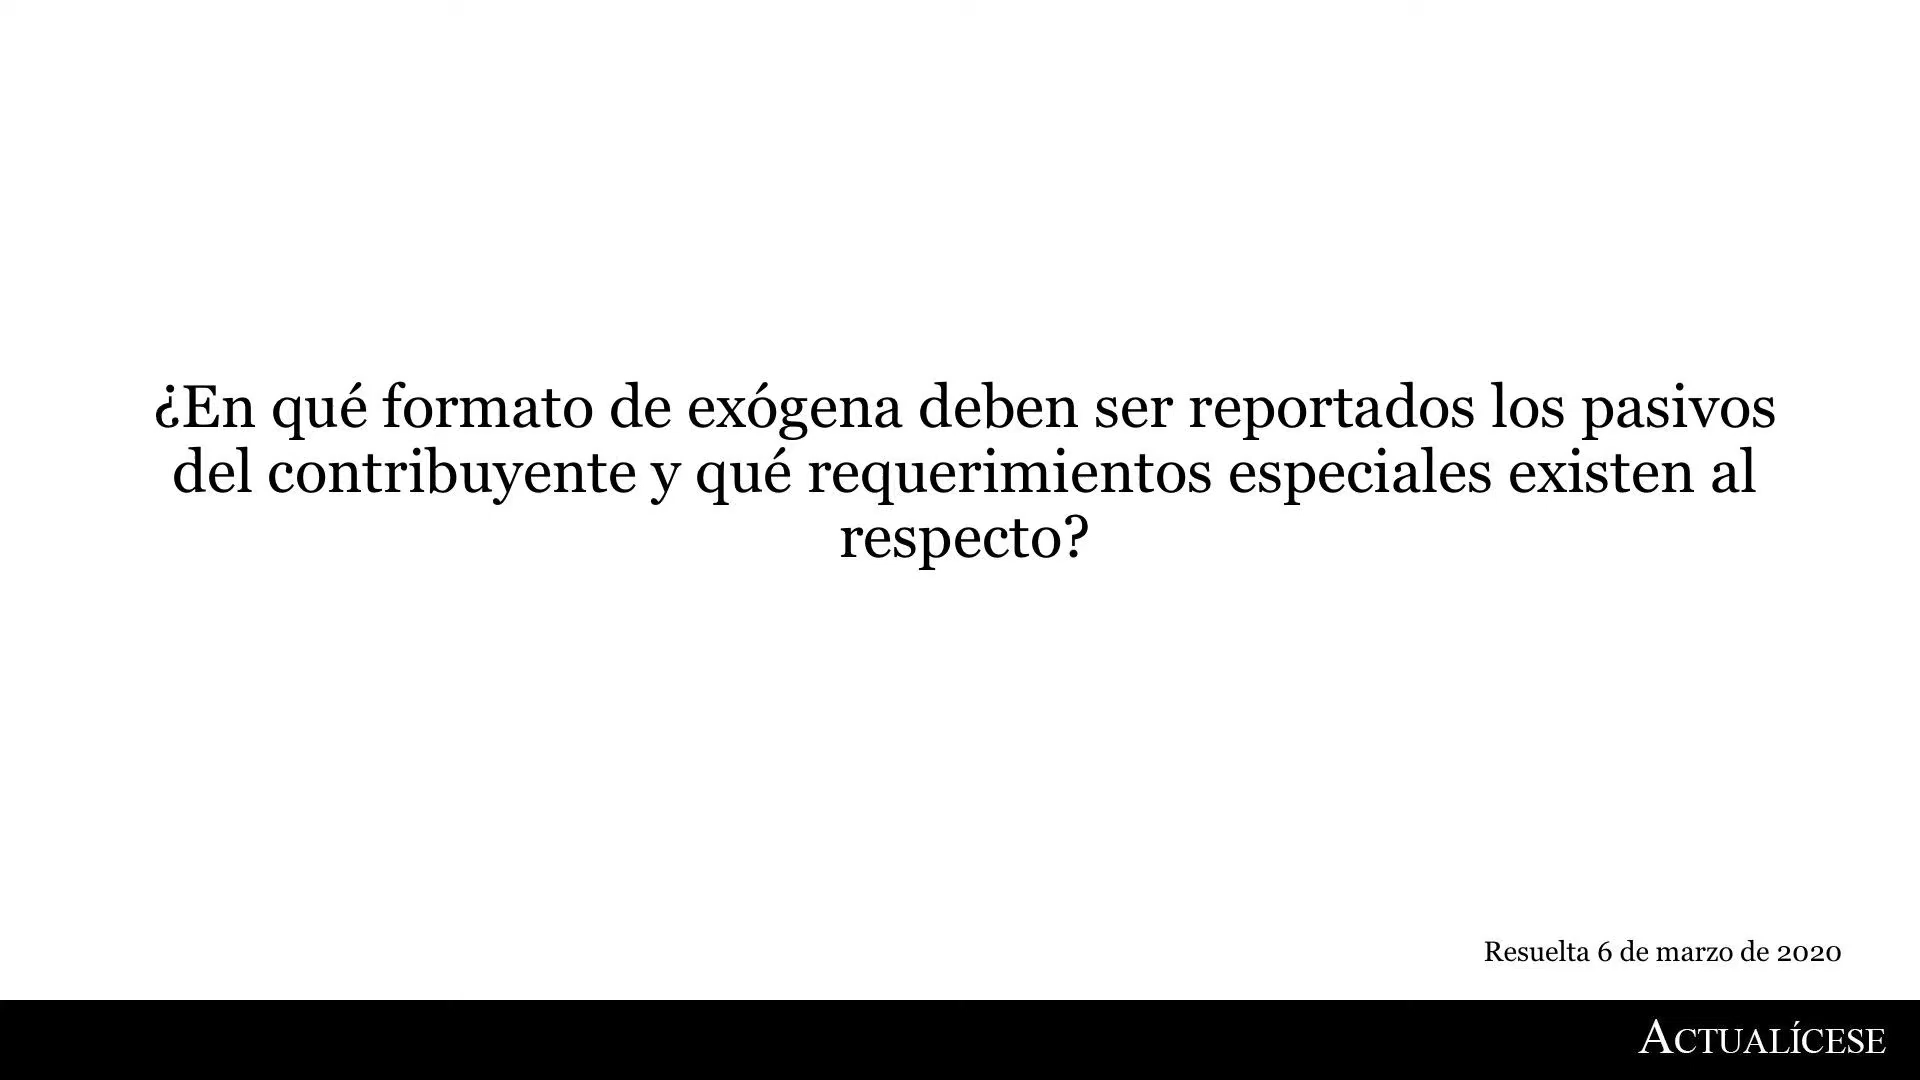 ¿En qué formato de exógena deben ser reportados los pasivos
del contribuyente y qué requerimientos especiales existen al
respecto?
Resuelta 6 de marzo de 2020
ACTUALÍCESE